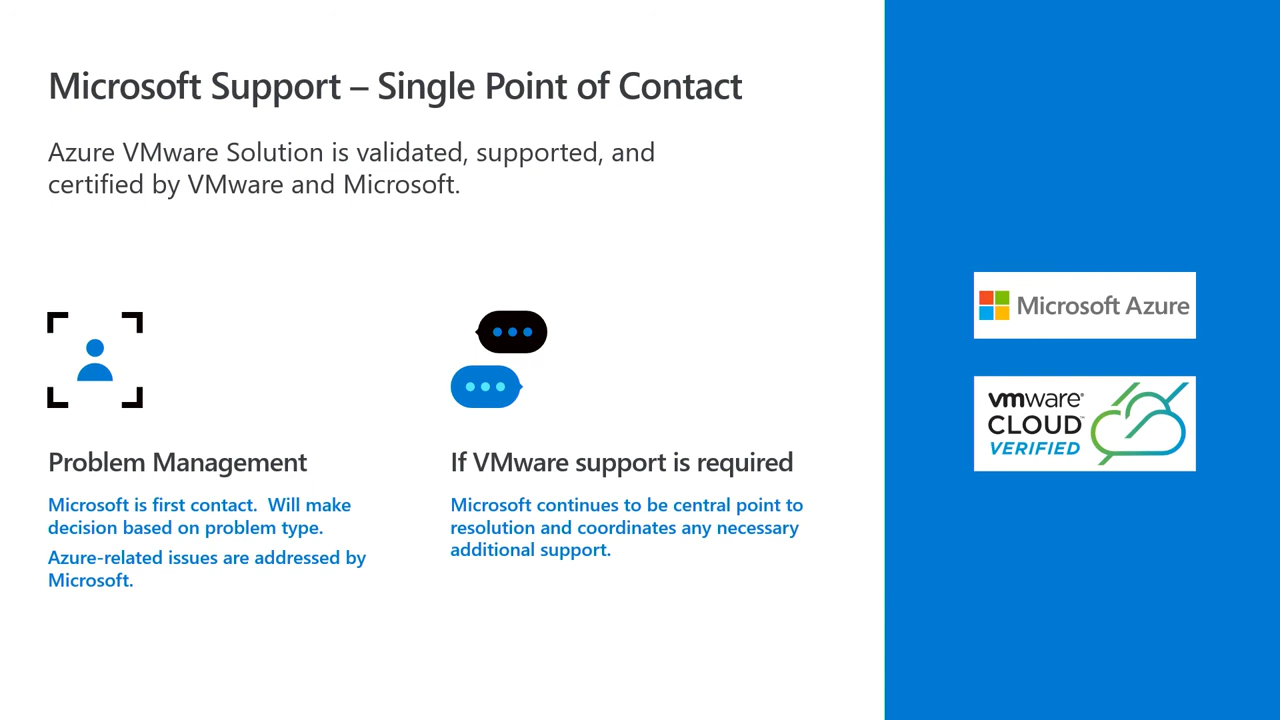 Microsoft Support – Single Point of Contact
Azure VMware Solution is validated, supported, and
certified by VMware and Microsoft.
Problem Management
Microsoft is first contact.  Will make
decision based on problem type.
Azure-related issues are addressed by
Microsoft.
If VMware support is required
Microsoft continues to be central point to
resolution and coordinates any necessary
additional support.
Microsoft Azure
vmware®
CLOUD™
VERIFIED